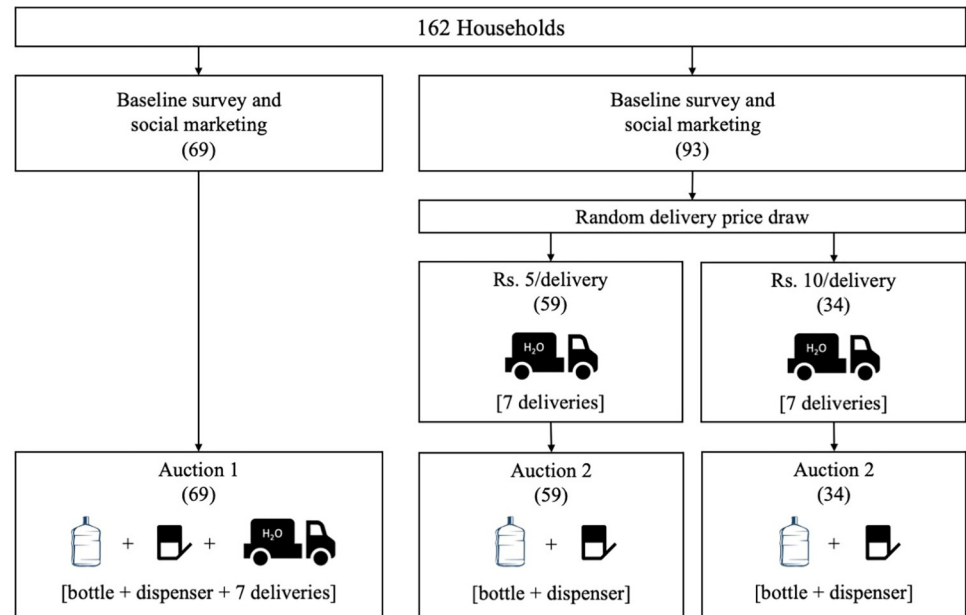 162 Households
Baseline survey and
social marketing
(69)
Baseline survey and
social marketing
(93)
Random delivery price draw
Rs. 5/delivery
(59)
H₂O
[7 deliveries]
Rs. 10/delivery
(34)
H₂O
[7 deliveries]
Auction 1
(69)
+ + H₂O
[bottle + dispenser + 7 deliveries]
Auction 2
(59)
+
[bottle + dispenser]
Auction 2
(34)
+
[bottle + dispenser]